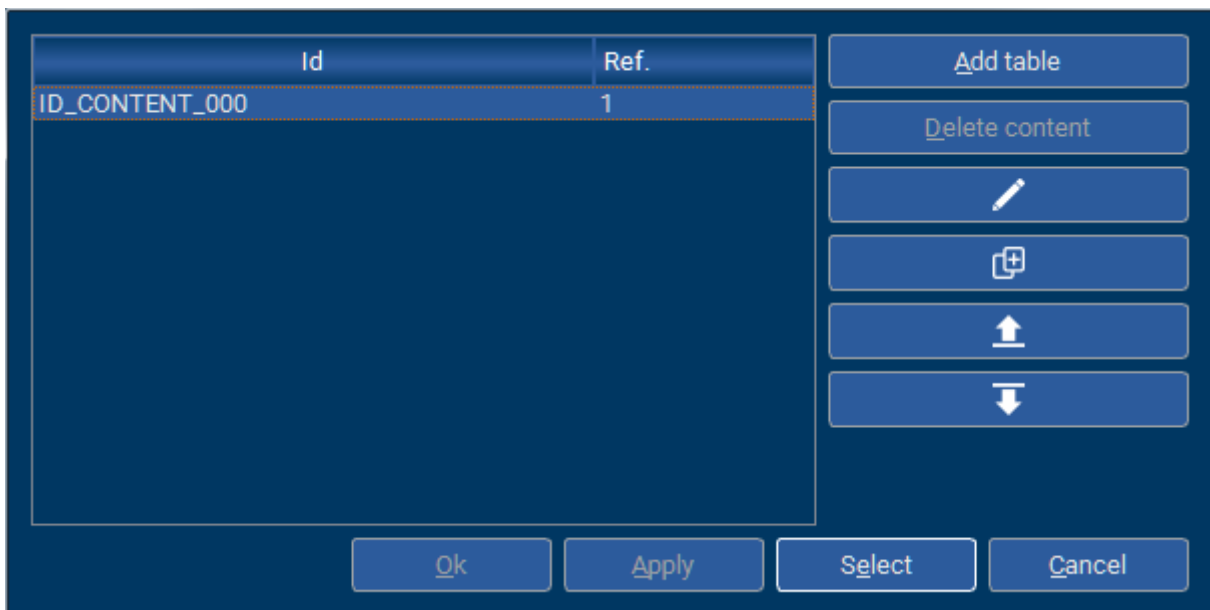 Id Ref.
ID_CONTENT_000 1
Add table
Delete content
Ok Apply Select Cancel